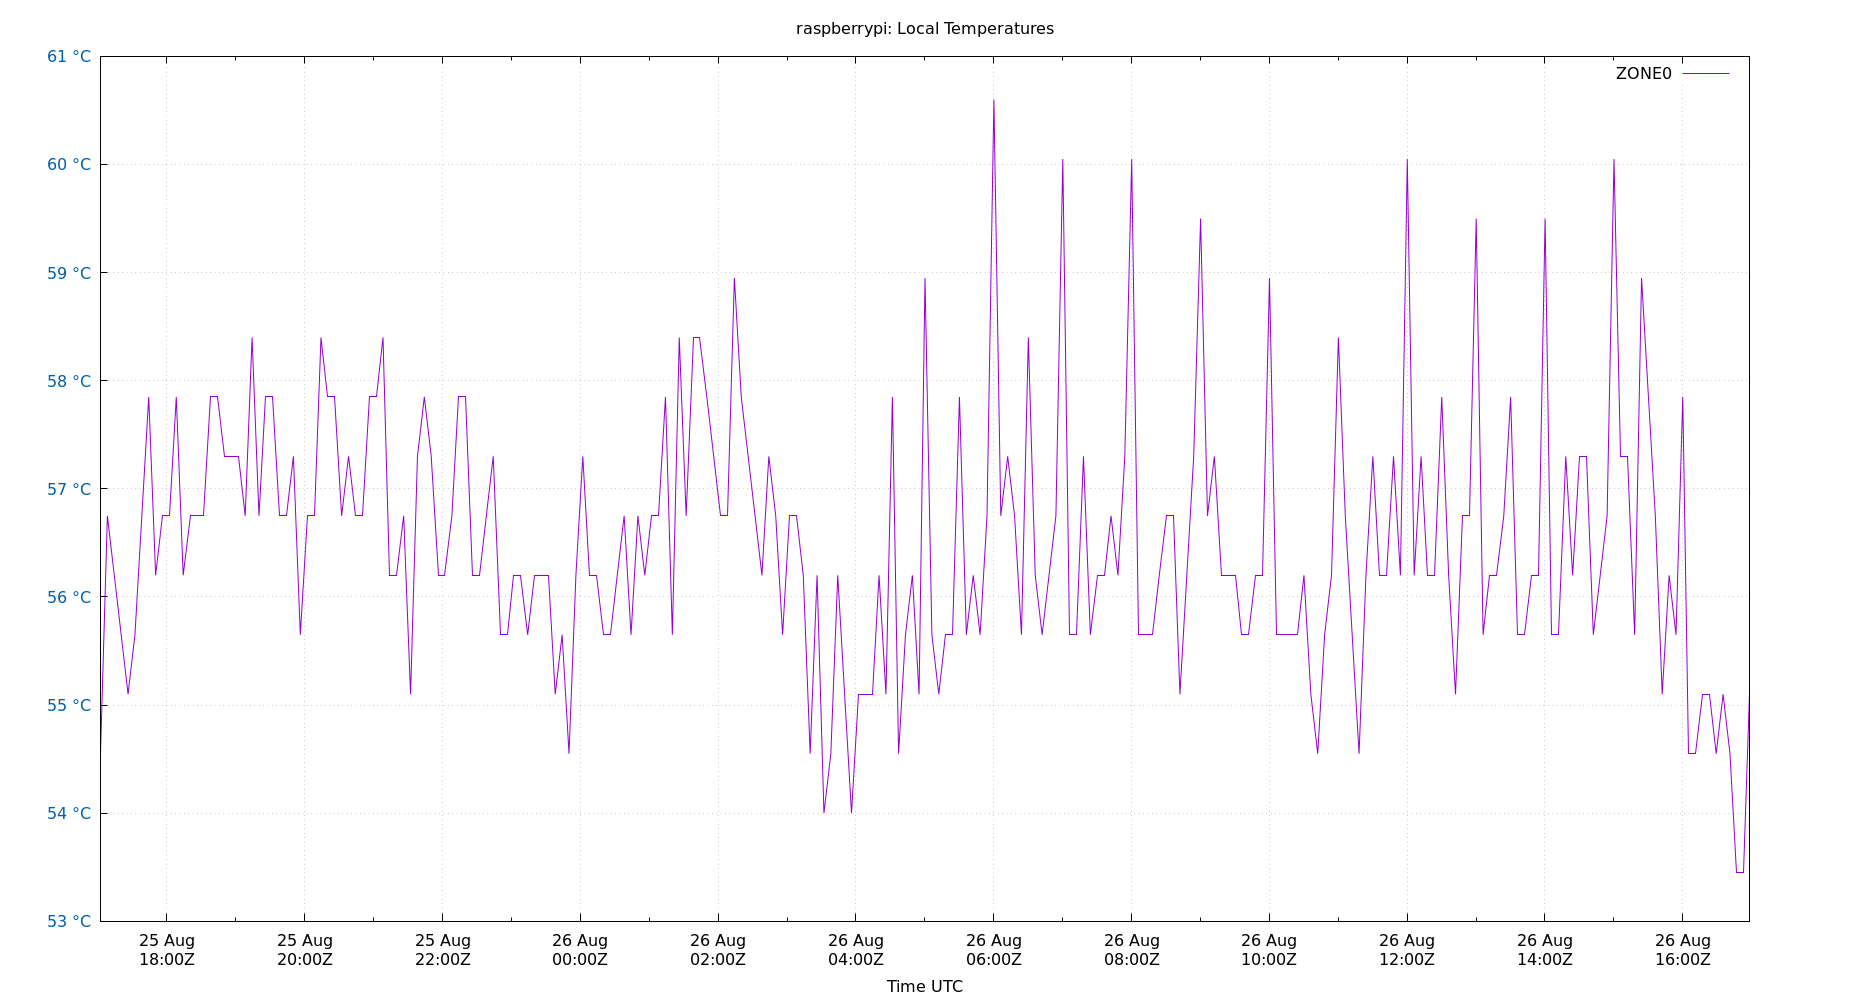 raspberrypi: Local Temperatures
61 °C
ZONE0
60 °C
59 °C
58 °C
57 °C
56 °C
55 °C
54 °C
53 °C
25 Aug 25 Aug 25 Aug 26 Aug 26 Aug 26 Aug 26 Aug 26 Aug 26 Aug 26 Aug 26 Aug 26 Aug
18:00Z 20:00Z 22:00Z 00:00Z 02:00Z 04:00Z 06:00Z 08:00Z 10:00Z 12:00Z 14:00Z 16:00Z
Time UTC